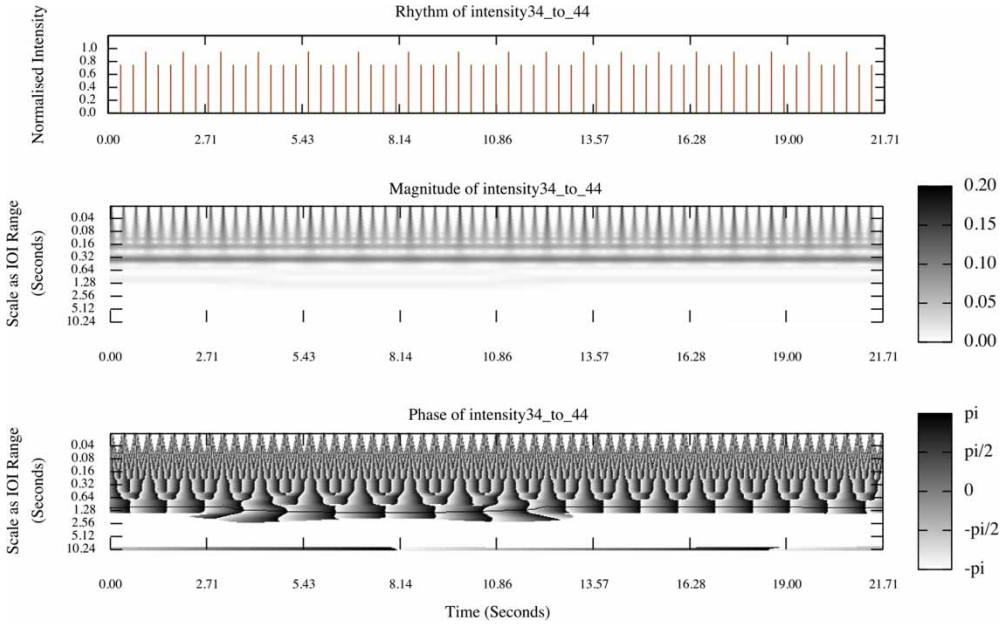 Rhythm of intensity34_to_44
Normalised Intensity
1.0
0.8
0.6
0.4
0.2
0.0
0.00 2.71 5.43 8.14 10.86 13.57 16.28 19.00 21.71
Magnitude of intensity34_to_44
Scale as IOI Range
(Seconds)
0.04
0.08
0.16
0.32
0.64
1.28
2.56
5.12
10.24
0.00 2.71 5.43 8.14 10.86 13.57 16.28 19.00 21.71
0.20
0.15
0.10
0.05
0.00
Phase of intensity34_to_44
Scale as IOI Range
(Seconds)
0.04
0.08
0.16
0.32
0.64
1.28
2.56
5.12
10.24
0.00 2.71 5.43 8.14 10.86 13.57 16.28 19.00 21.71
Time (Seconds)
pi
pi/2
0
-pi/2
-pi